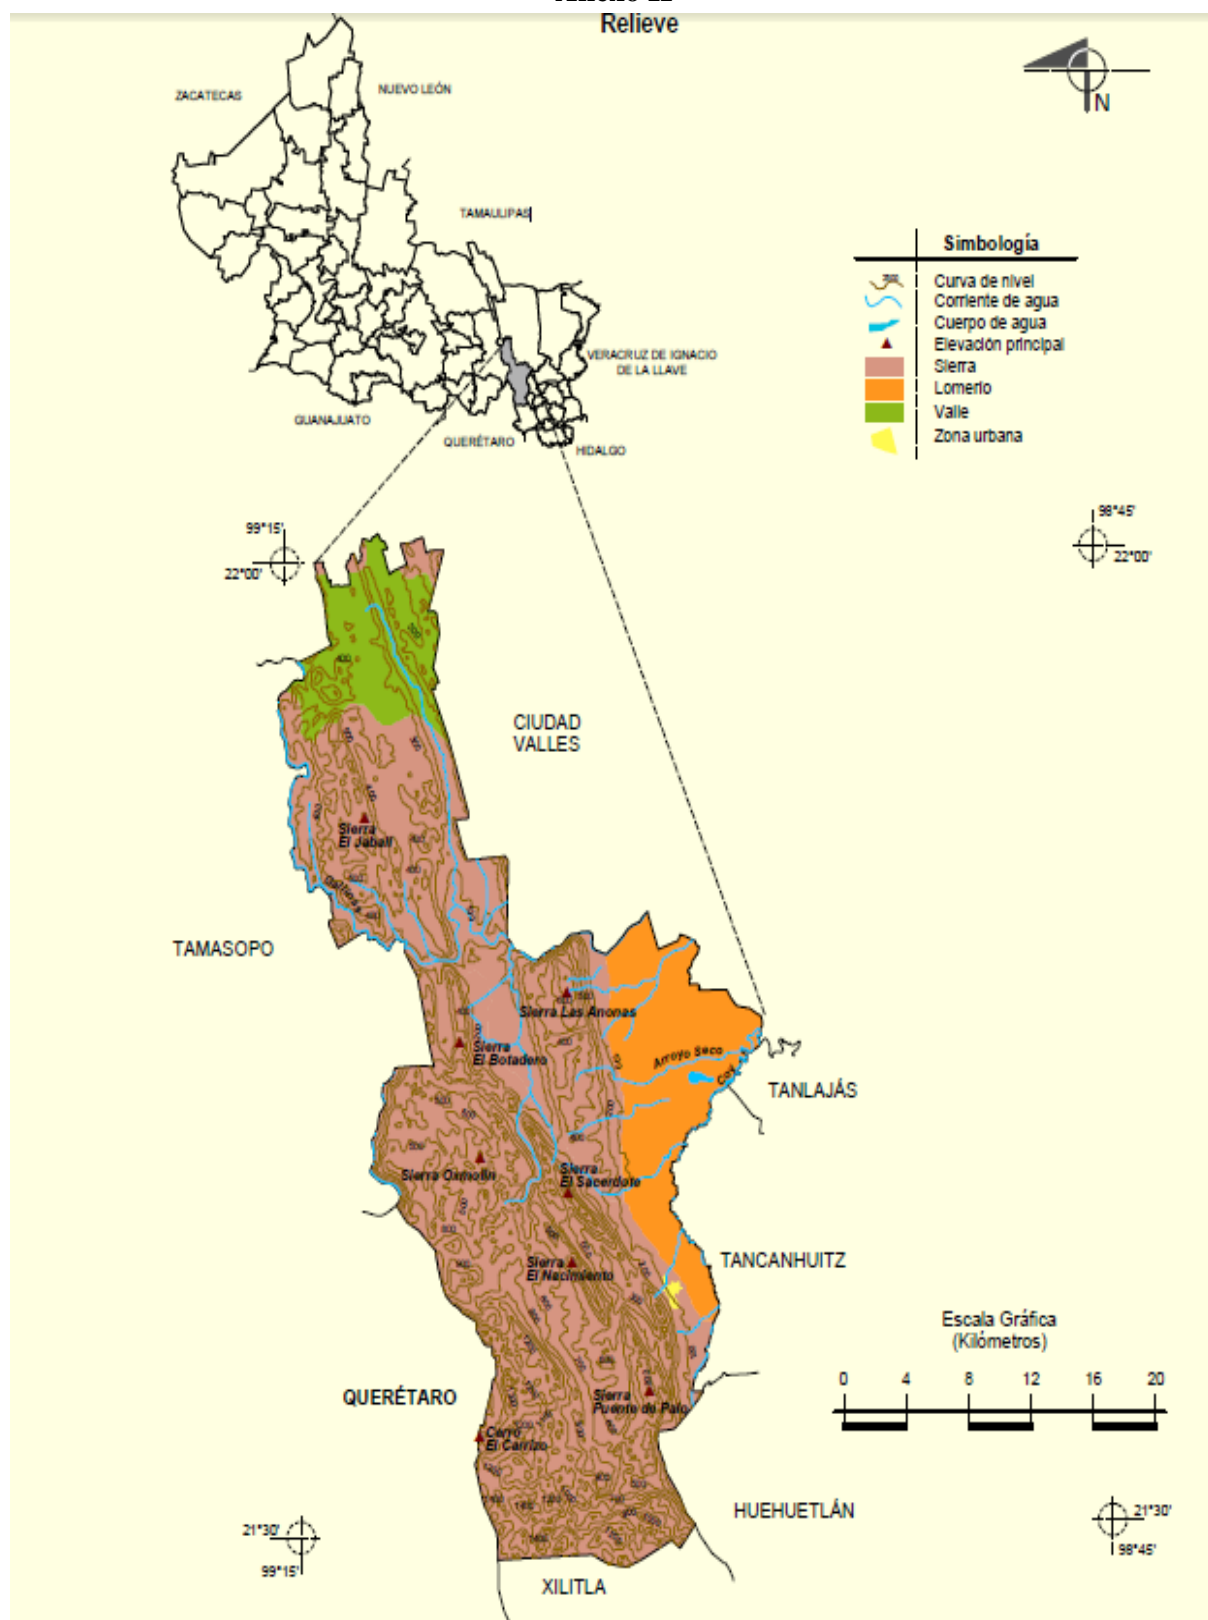 Relieve
ZACATECAS
NUEVO LEÓN
N
TAMAULIPAS
Simbología
Curva de nivel
Corriente de agua
Cuerpo de agua
Elevación principal
Sierra
Lomerío
Valle
Zona urbana
VERACRUZ DE IGNACIO
DE LA LLAVE
GUANAJUATO
QUERÉTARO
HIDALGO
99°15'
22°00'
98°45'
22°00'
CIUDAD
VALLES
Sierra
El Jabalí
TAMASOPO
Sierra Las Anonas
Sierra
El Botadero
Arroyo Seco
Coy
TANLAJÁS
Sierra Oxmolín
Sierra
El Sacerdote
TANCANHUITZ
Sierra
El Nacimiento
Escala Gráfica
(Kilómetros)
0 4 8 12 16 20
QUERÉTARO
Sierra
Puente de Palo
Cerro
El Carrizo
HUEHUETLÁN
21°30'
99°15'
21°30'
98°45'
XILITLA